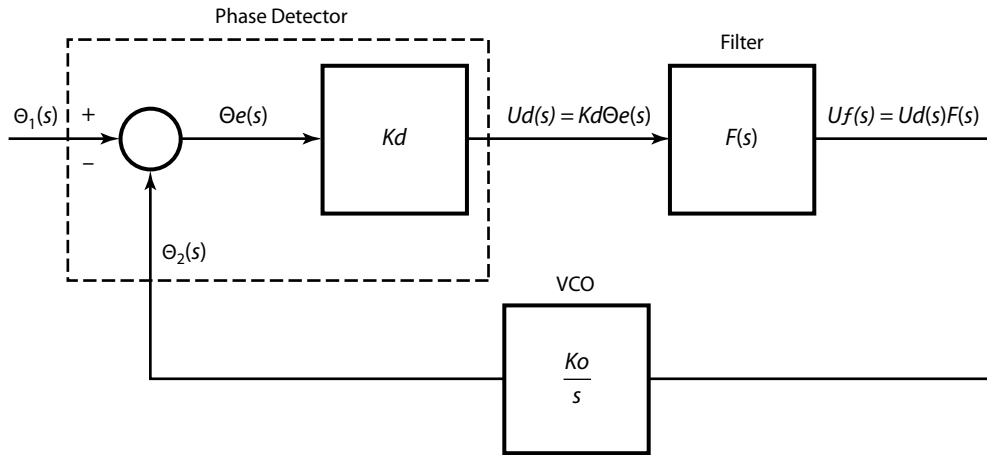 Phase Detector
Filter
Θ₁(s)
+
−
Θe(s)
Kd
Ud(s) = KdΘe(s)
F(s)
Uf(s) = Ud(s)F(s)
Θ₂(s)
VCO
Ko
s